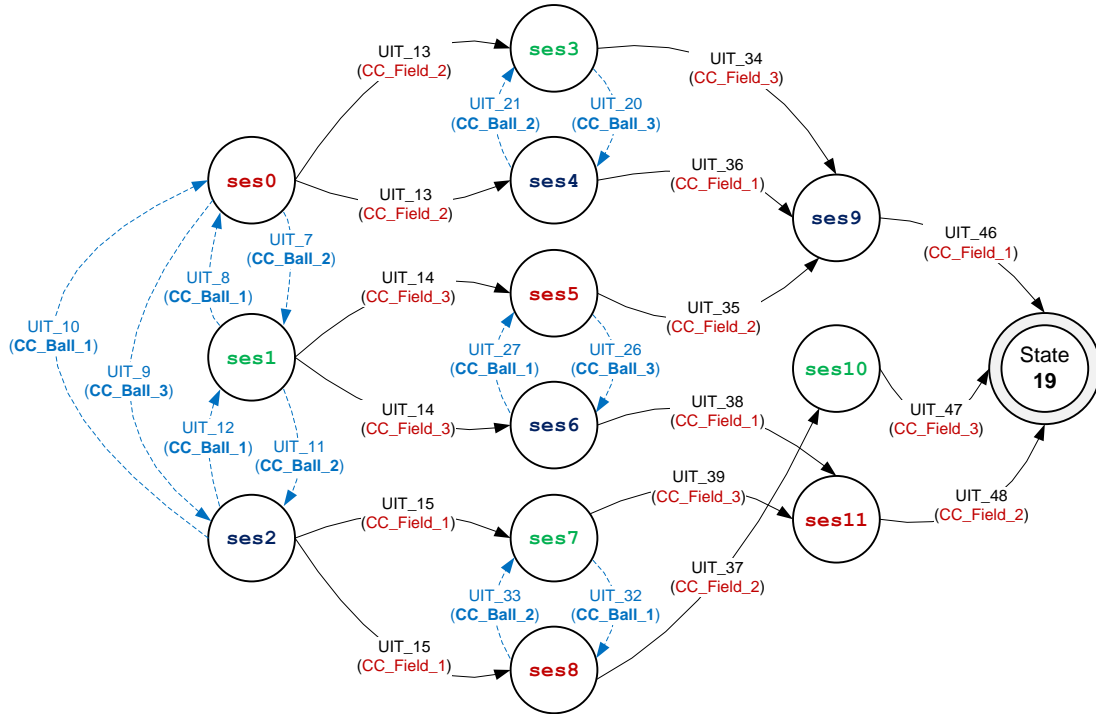 ses3
UIT_13
(CC_Field_2)
UIT_34
(CC_Field_3)
UIT_21
(CC_Ball_2)
UIT_20
(CC_Ball_3)
ses0
UIT_13
(CC_Field_2)
ses4
UIT_36
(CC_Field_1)
ses9
UIT_46
(CC_Field_1)
UIT_7
(CC_Ball_2)
UIT_8
(CC_Ball_1)
UIT_14
(CC_Field_3)
ses5
UIT_35
(CC_Field_2)
UIT_10
(CC_Ball_1)
UIT_9
(CC_Ball_3)
ses1
UIT_27
(CC_Ball_1)
UIT_26
(CC_Ball_3)
ses10
State
19
UIT_14
(CC_Field_3)
ses6
UIT_38
(CC_Field_1)
UIT_47
(CC_Field_3)
UIT_12
(CC_Ball_1)
UIT_11
(CC_Ball_2)
UIT_39
(CC_Field_3)
UIT_48
(CC_Field_2)
ses2
UIT_15
(CC_Field_1)
ses7
ses11
UIT_37
(CC_Field_2)
UIT_33
(CC_Ball_2)
UIT_32
(CC_Ball_1)
UIT_15
(CC_Field_1)
ses8